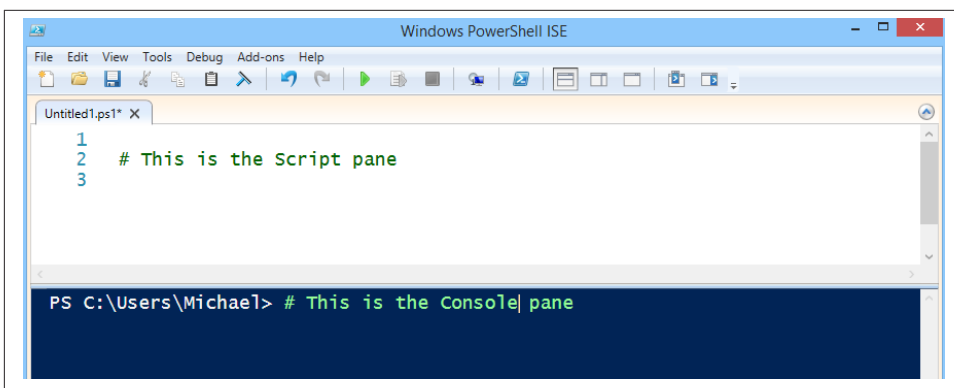 Windows PowerShell ISE
File Edit View Tools Debug Add-ons Help
Untitled1.ps1* X
1
2 # This is the Script pane
3
PS C:\Users\Michael> # This is the Console pane